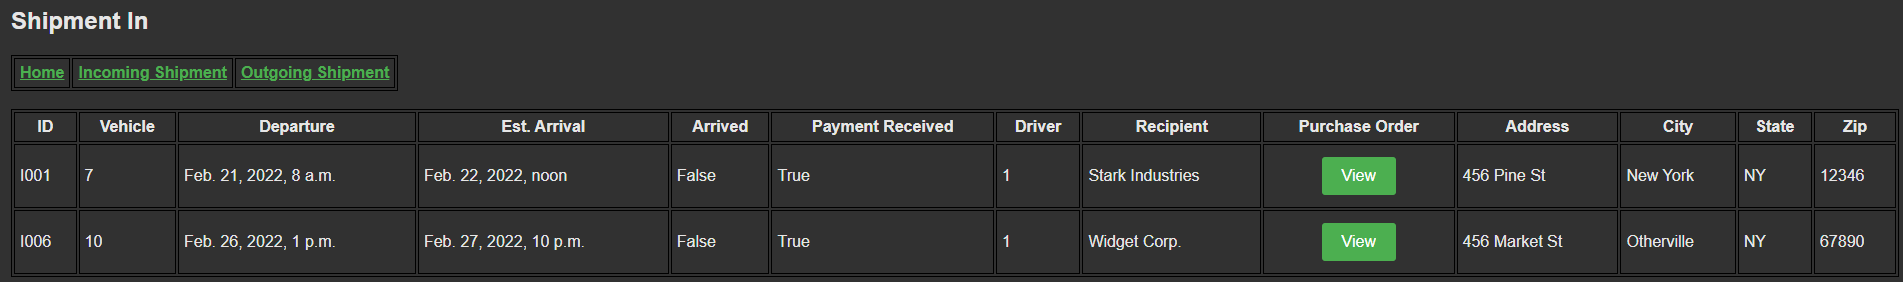 Shipment In
Home Incoming Shipment Outgoing Shipment
ID Vehicle Departure Est. Arrival Arrived Payment Received Driver Recipient Purchase Order Address City State Zip
I001 7 Feb. 21, 2022, 8 a.m. Feb. 22, 2022, noon False True 1 Stark Industries View 456 Pine St New York NY 12346
I006 10 Feb. 26, 2022, 1 p.m. Feb. 27, 2022, 10 p.m. False True 1 Widget Corp. View 456 Market St Otherville NY 67890